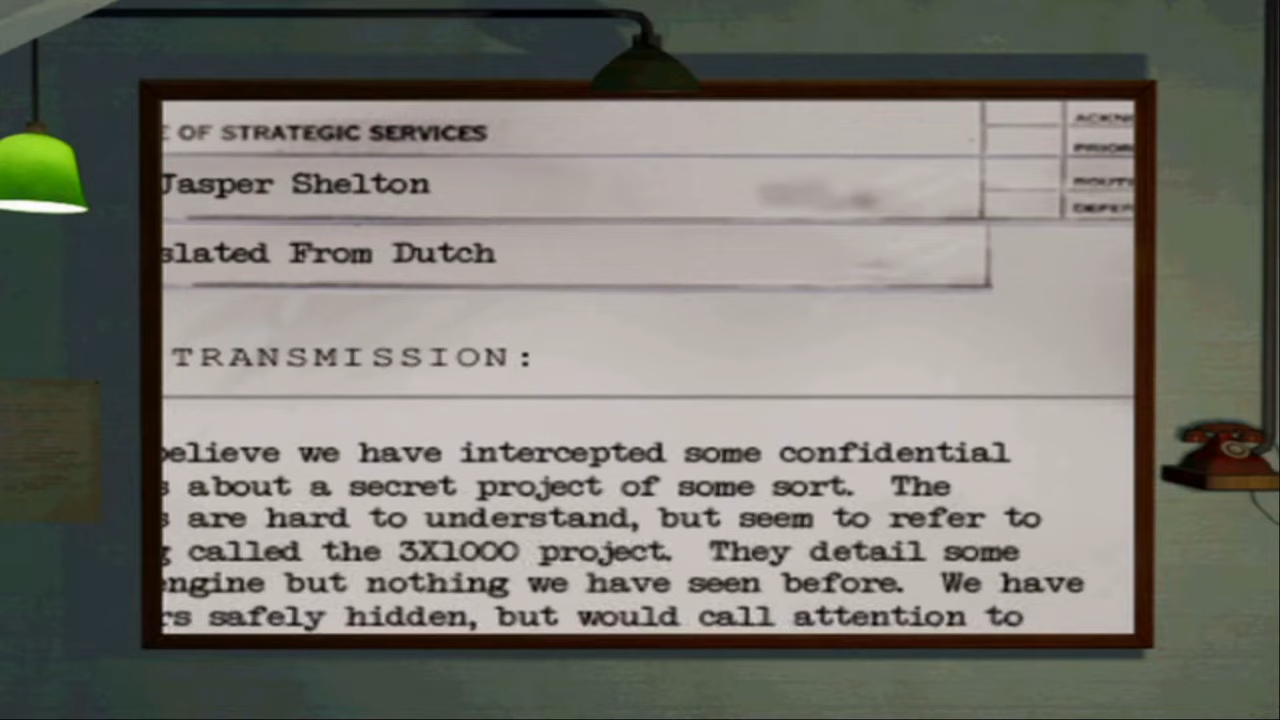 OF STRATEGIC SERVICES
Jasper Shelton
slated From Dutch
TRANSMISSION:
believe we have intercepted some confidential
s about a secret project of some sort. The
s are hard to understand, but seem to refer to
g called the 3X1000 project. They detail some
engine but nothing we have seen before. We have
rs safely hidden, but would call attention to